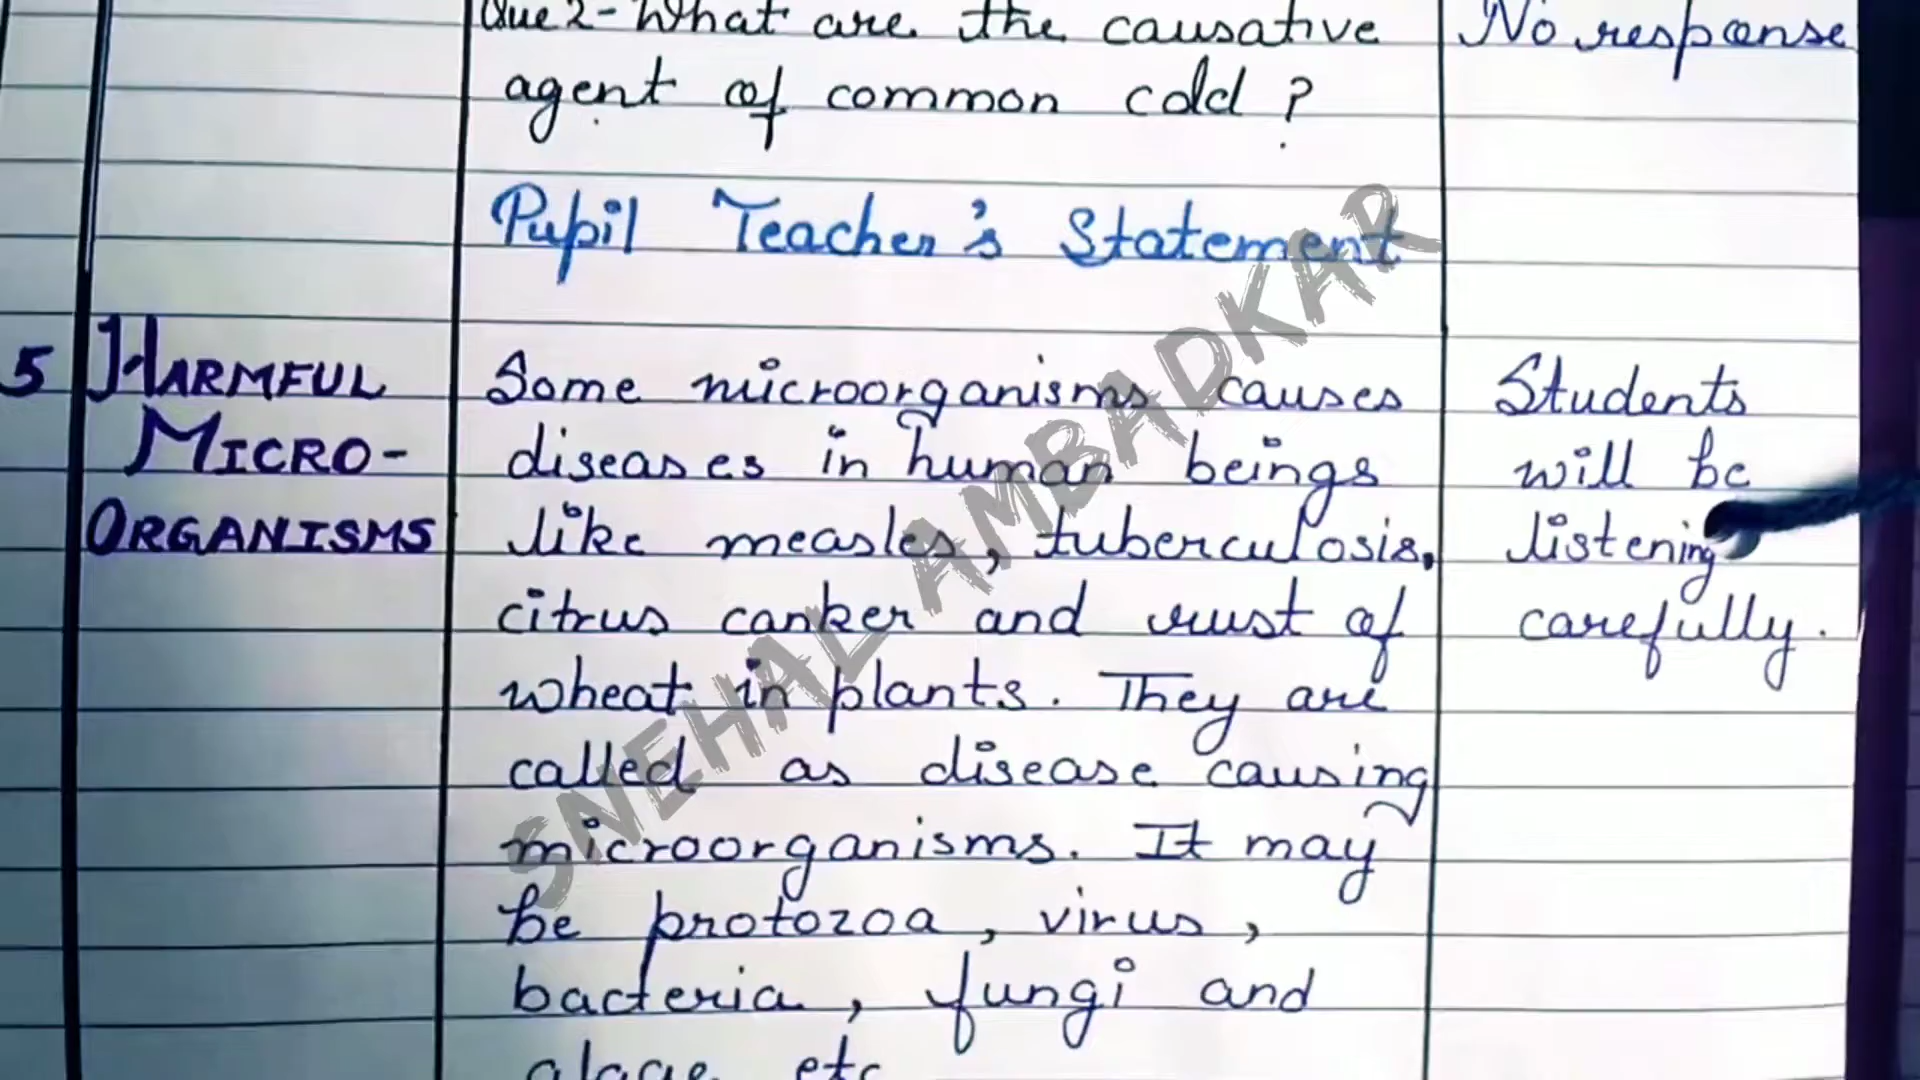 Que 2 - What are the causative
No response
agent of common cold ?
Pupil Teacher's Statement
5 HARMFUL
MICRO-
ORGANISMS
Some microorganisms causes
diseases in human beings
like measles, tuberculosis,
citrus canker and rust of
wheat in plants. They are
called as disease causing
microorganisms. It may
be protozoa, virus,
bacteria, fungi and
algae etc
Students
will be
listening
carefully.
SNEHAL AMBADKAR